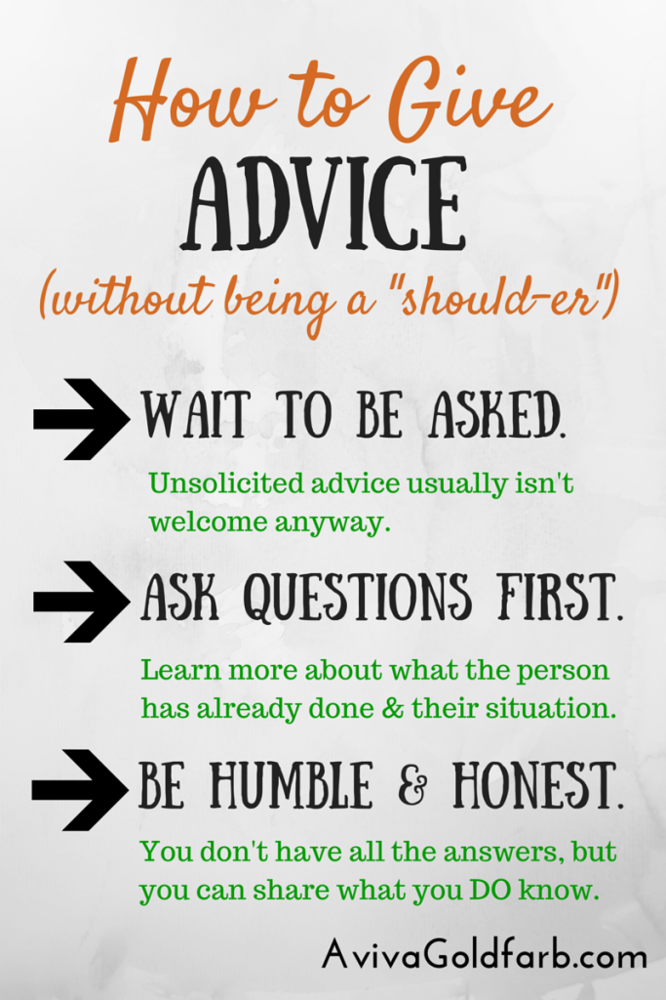 How to Give
ADVICE
(without being a "should-er")
WAIT TO BE ASKED.
Unsolicited advice usually isn't
welcome anyway.
ASK QUESTIONS FIRST.
Learn more about what the person
has already done & their situation.
BE HUMBLE & HONEST.
You don't have all the answers, but
you can share what you DO know.
AvivaGoldfarb.com